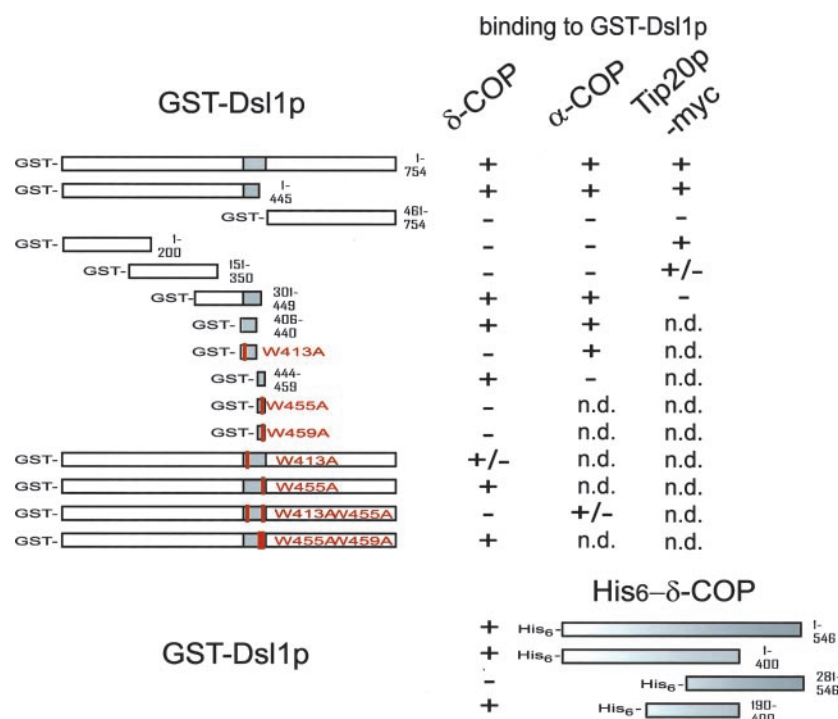 binding to GST-Dsl1p
GST-Dsl1p
δ-COP
α-COP
Tip20p
-myc
GST- 1-
754 + + +
GST- 1-
445 + + +
GST- 461-
754 - - -
GST- 1-
200 - - +
GST- 151-
350 - - +/-
GST- 301-
449 + + -
GST- 406-
440 + + n.d.
GST- W413A - + n.d.
GST- 444-
459 + - n.d.
GST- W455A - n.d. n.d.
GST- W459A - n.d. n.d.
GST- W413A +/- n.d. n.d.
GST- W455A + n.d. n.d.
GST- W413AW455A - +/- n.d.
GST- W455AW459A + n.d. n.d.
His6-δ-COP
GST-Dsl1p
+ His6- 1-
546
+ His6- 1-
400
- His6- 281-
546
+ His6- 190-
400